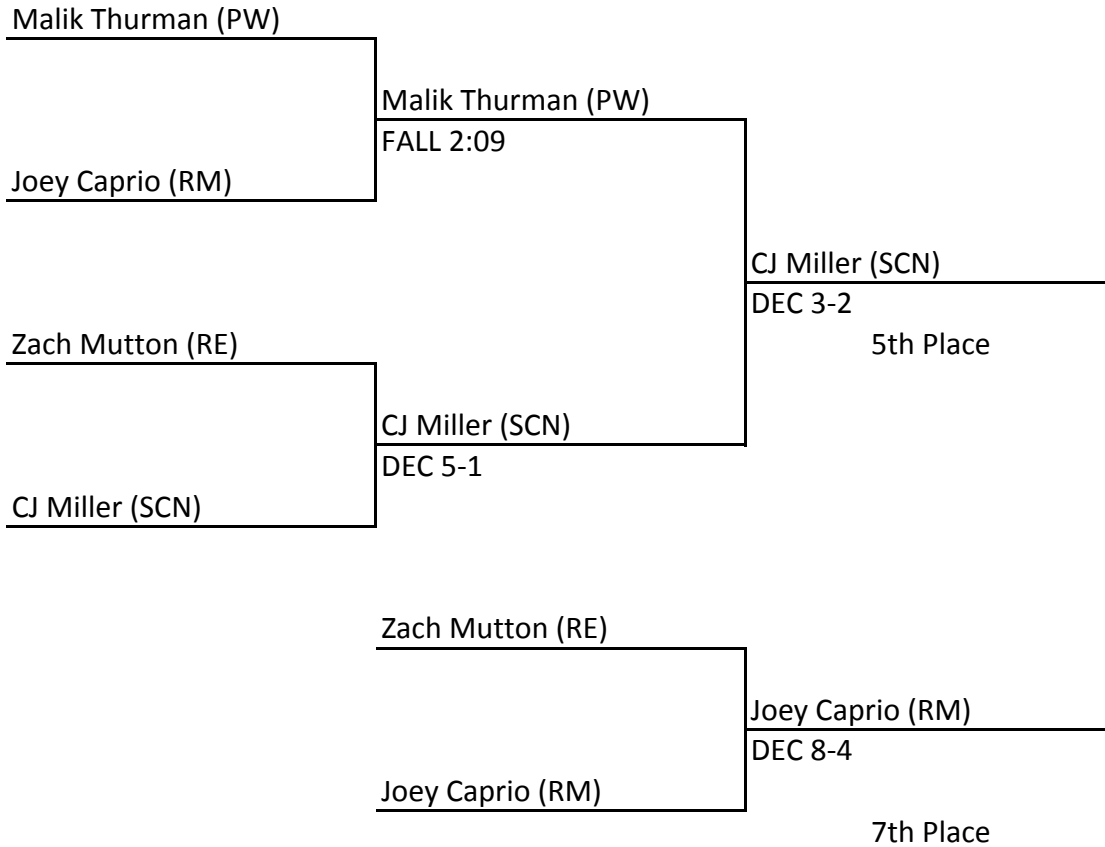 Malik Thurman (PW)
Malik Thurman (PW)
FALL 2:09
Joey Caprio (RM)
CJ Miller (SCN)
DEC 3-2
Zach Mutton (RE)
5th Place
CJ Miller (SCN)
DEC 5-1
CJ Miller (SCN)
Zach Mutton (RE)
Joey Caprio (RM)
DEC 8-4
Joey Caprio (RM)
7th Place